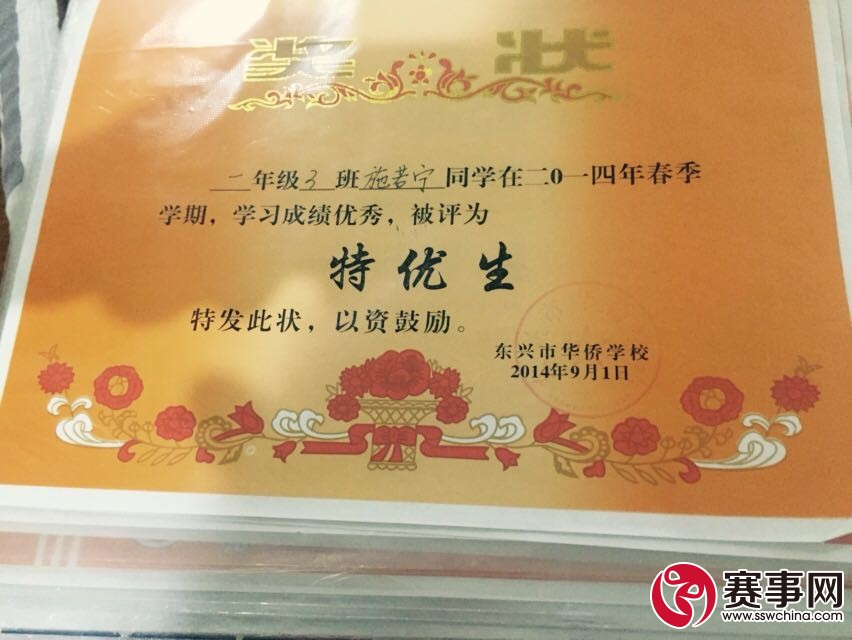 奖状
一年级3班施若宁同学在二0一四年春季
学期，学习成绩优秀，被评为
特优生
特发此状，以资鼓励。
东兴市华侨学校
2014年9月1日
赛事网
www.sswchina.com